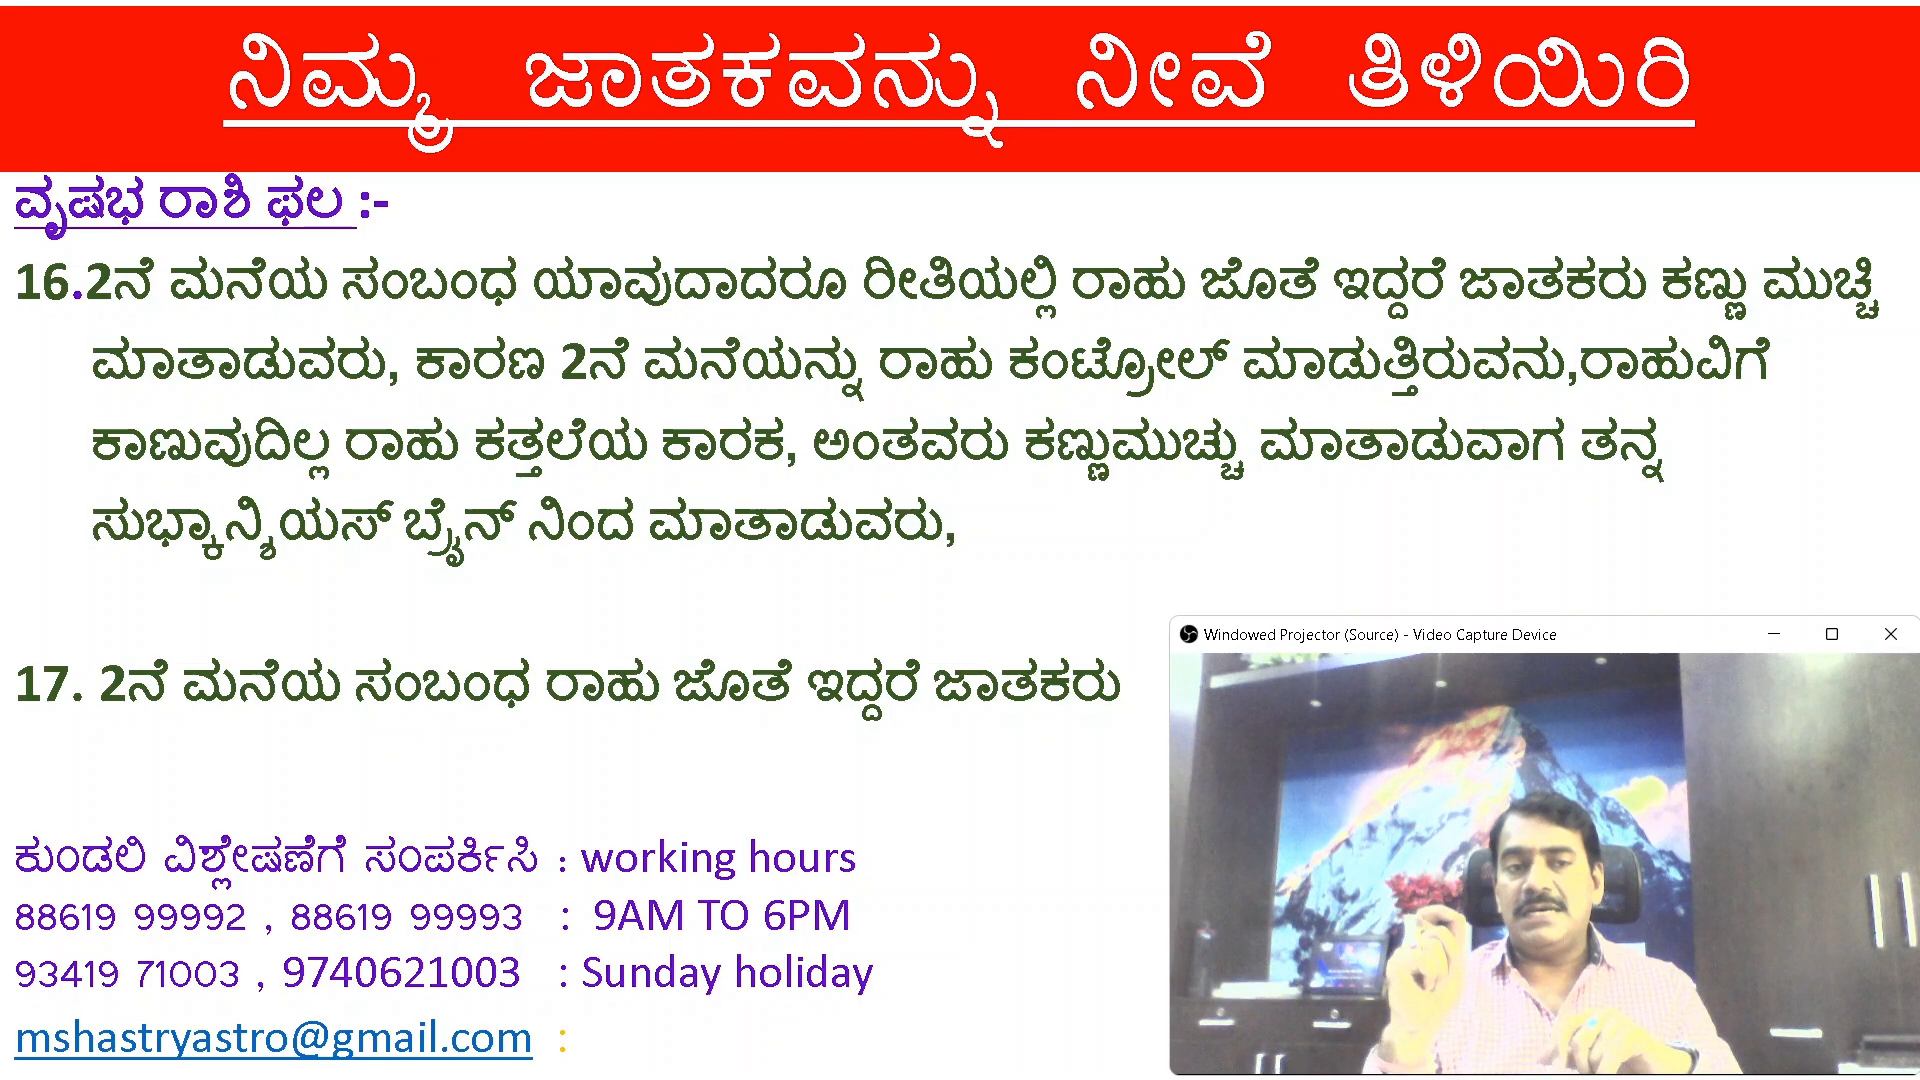 ನಿಮ್ಮ ಜಾತಕವನ್ನು ನೀವೆ ತಿಳಿಯಿರಿ
ವೃಷಭ ರಾಶಿ ಫಲ :-
16.2ನೆ ಮನೆಯ ಸಂಬಂಧ ಯಾವುದಾದರೂ ರೀತಿಯಲ್ಲಿ ರಾಹು ಜೊತೆ ಇದ್ದರೆ ಜಾತಕರು ಕಣ್ಣು ಮುಚ್ಚಿ
ಮಾತಾಡುವರು, ಕಾರಣ 2ನೆ ಮನೆಯನ್ನು ರಾಹು ಕಂಟ್ರೋಲ್ ಮಾಡುತ್ತಿರುವನು,ರಾಹುವಿಗೆ
ಕಾಣುವುದಿಲ್ಲ ರಾಹು ಕತ್ತಲೆಯ ಕಾರಕ, ಅಂತವರು ಕಣ್ಣುಮುಚ್ಚು ಮಾತಾಡುವಾಗ ತನ್ನ
ಸುಭ್ಕಾನ್ಶಿಯಸ್ ಬ್ರೈನ್ ನಿಂದ ಮಾತಾಡುವರು,
Windowed Projector (Source) - Video Capture Device
17. 2ನೆ ಮನೆಯ ಸಂಬಂಧ ರಾಹು ಜೊತೆ ಇದ್ದರೆ ಜಾತಕರು
ಕುಂಡಲಿ ವಿಶ್ಲೇಷಣೆಗೆ ಸಂಪರ್ಕಿಸಿ : working hours
88619 99992 , 88619 99993 : 9AM TO 6PM
93419 71003 , 9740621003 : Sunday holiday
mshastryastro@gmail.com :